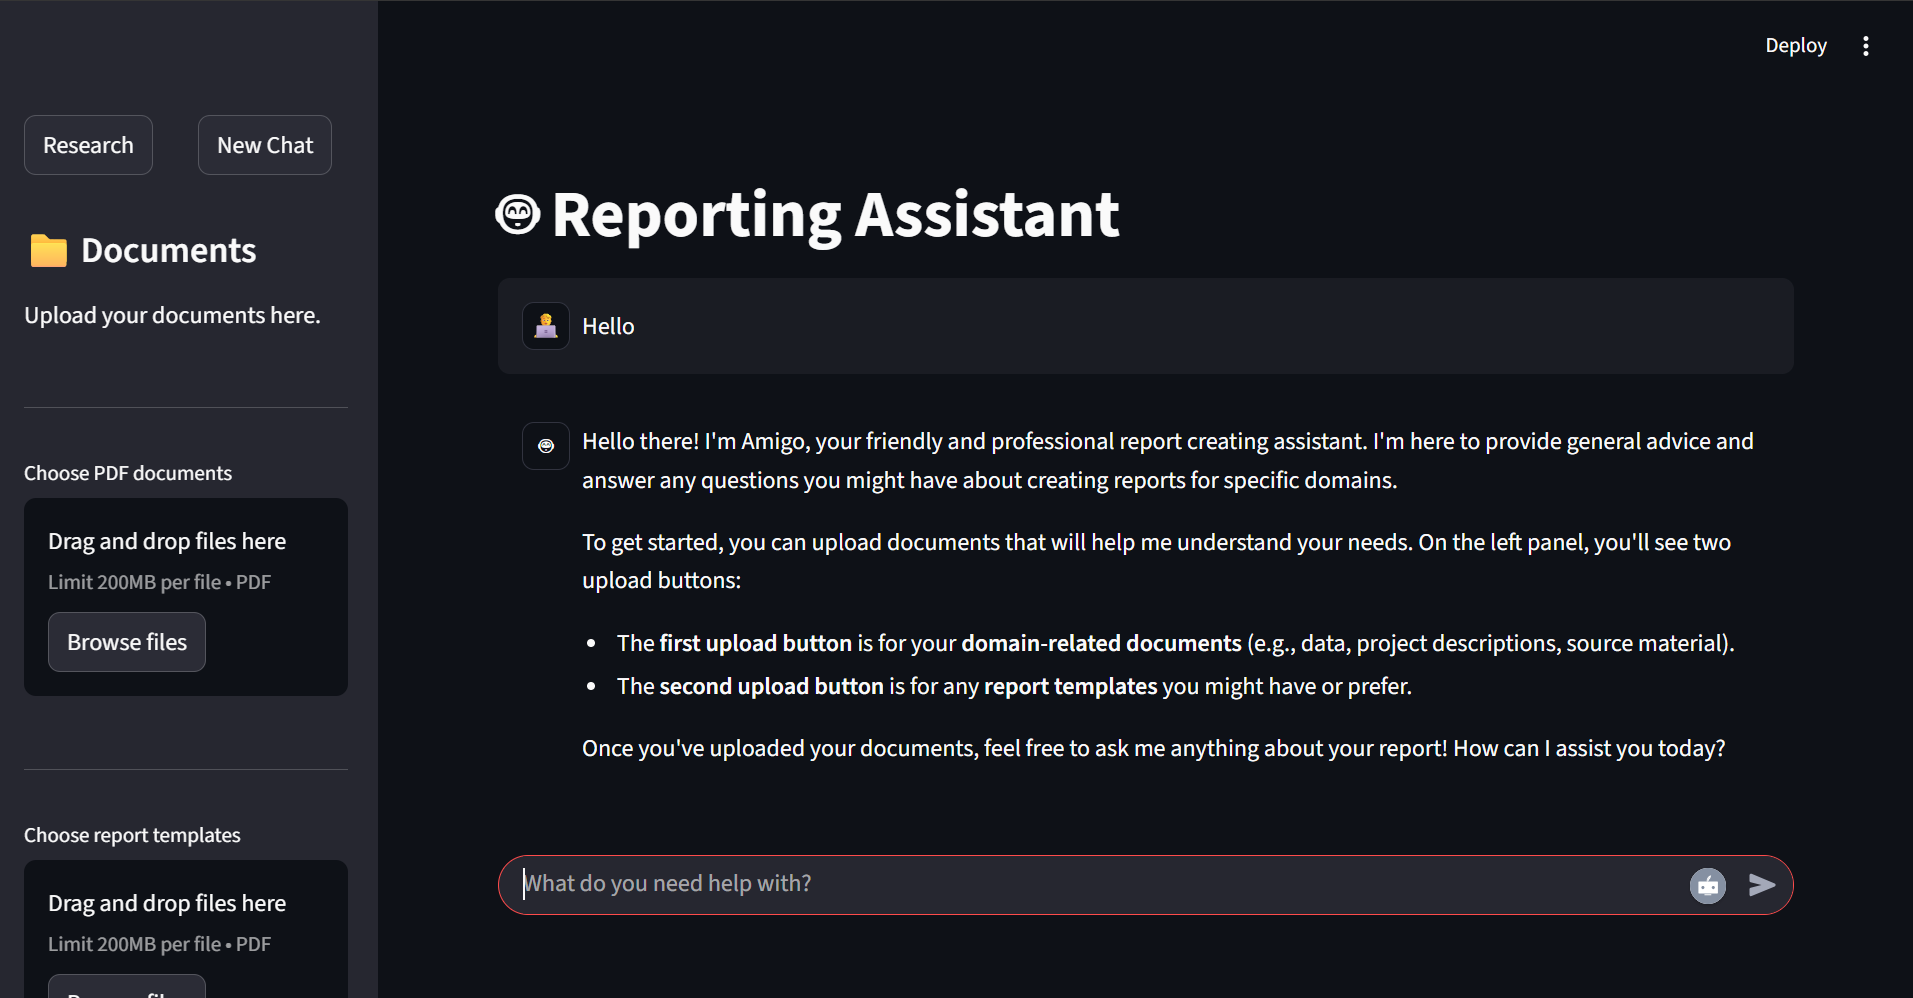 Deploy
Research
New Chat
Documents
Upload your documents here.
Choose PDF documents
Drag and drop files here
Limit 200MB per file • PDF
Browse files
Choose report templates
Drag and drop files here
Limit 200MB per file • PDF
Reporting Assistant
Hello
Hello there! I'm Amigo, your friendly and professional report creating assistant. I'm here to provide general advice and
answer any questions you might have about creating reports for specific domains.
To get started, you can upload documents that will help me understand your needs. On the left panel, you'll see two
upload buttons:
• The first upload button is for your domain-related documents (e.g., data, project descriptions, source material).
• The second upload button is for any report templates you might have or prefer.
Once you've uploaded your documents, feel free to ask me anything about your report! How can I assist you today?
What do you need help with?